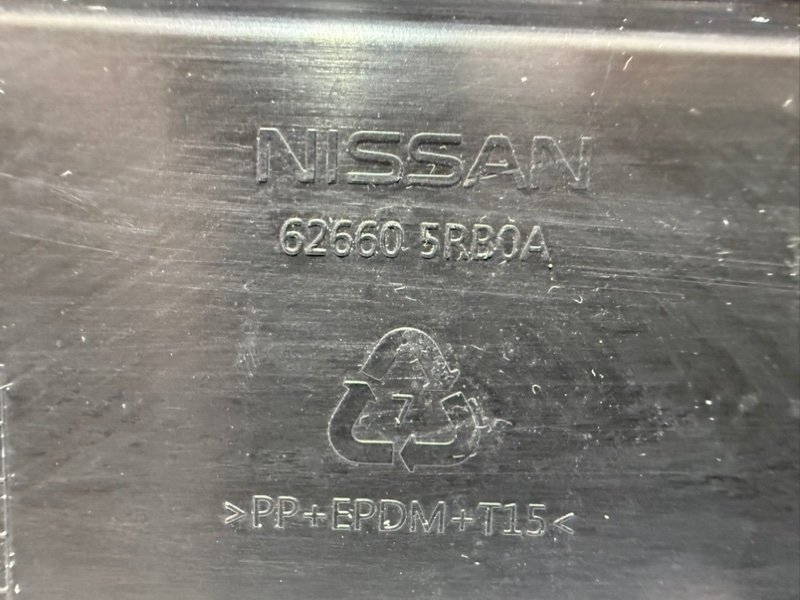 NISSAN
62660 5RB0A
7
>PP+EPDM+T15<